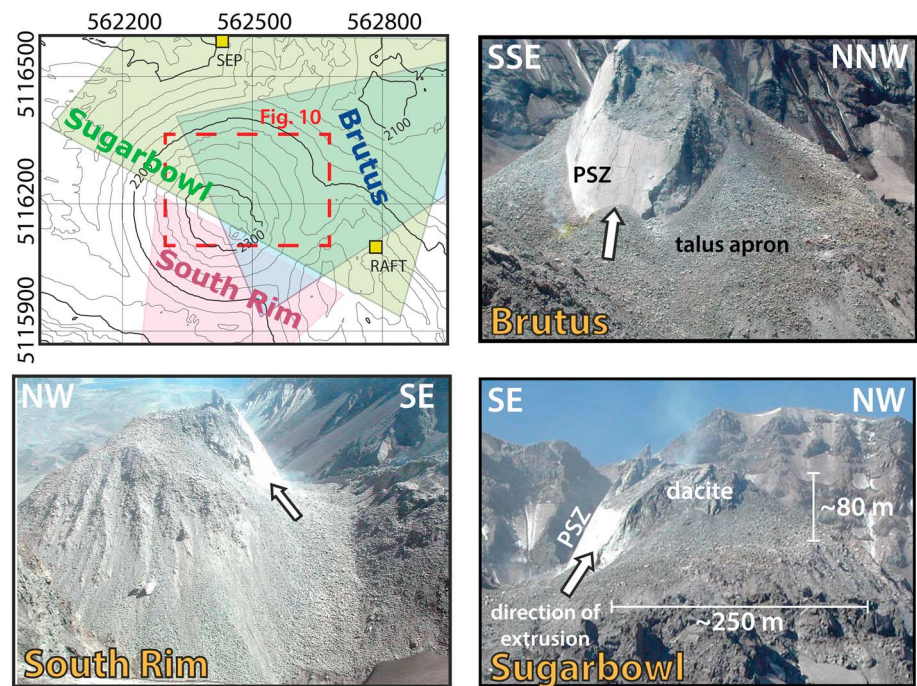 562200 562500 562800
5116500
5116200
5115900
SEP
Fig. 10
Sugarbowl
Brutus
South Rim
2100
2200
2300
RAFT
SSE NNW
PSZ
talus apron
Brutus
NW SE
South Rim
SE NW
PSZ
dacite
~80 m
direction of
extrusion
~250 m
Sugarbowl